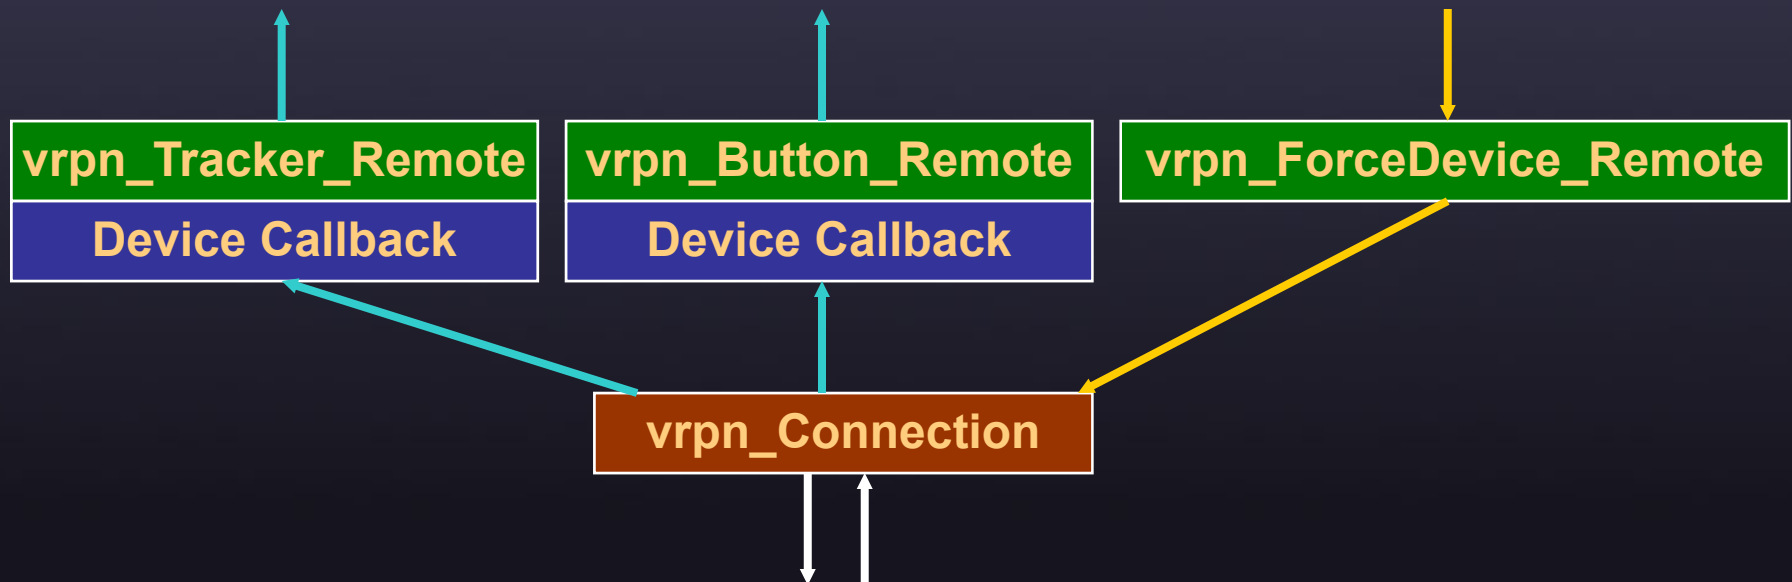 vrpn_Tracker_Remote
Device Callback
vrpn_Button_Remote
Device Callback
vrpn_ForceDevice_Remote
vrpn_Connection